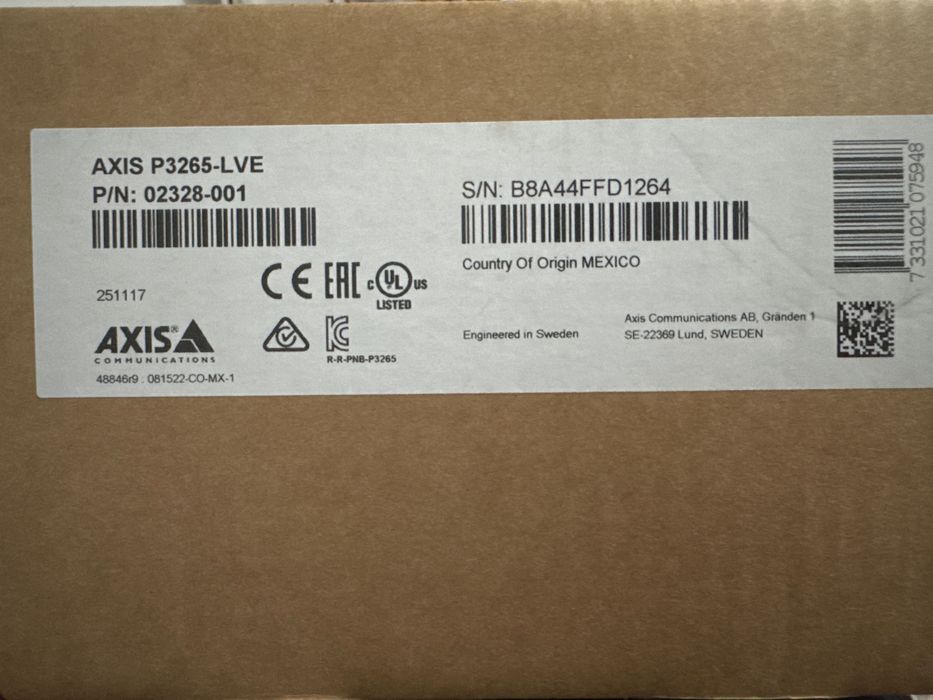 AXIS P3265-LVE
P/N: 02328-001
251117
CE EAC c UL us
LISTED
AXIS®
COMMUNICATIONS
R-R-PNB-P3265
48846r9 : 081522-CO-MX-1
S/N: B8A44FFD1264
Country Of Origin MEXICO
Engineered in Sweden
Axis Communications AB, Gränden 1
SE-22369 Lund, SWEDEN
7 331021 075948